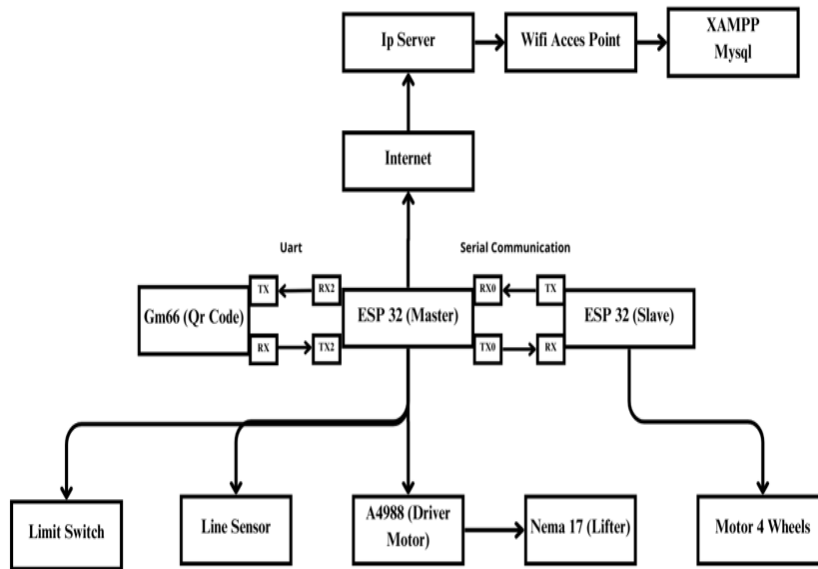 Ip Server
Wifi Acces Point
XAMPP
Mysql
Internet
Uart
Serial Communication
TX
RX2
RX0
TX
Gm66 (Qr Code)
ESP 32 (Master)
ESP 32 (Slave)
RX
TX2
TX0
RX
Limit Switch
Line Sensor
A4988 (Driver
Motor)
Nema 17 (Lifter)
Motor 4 Wheels